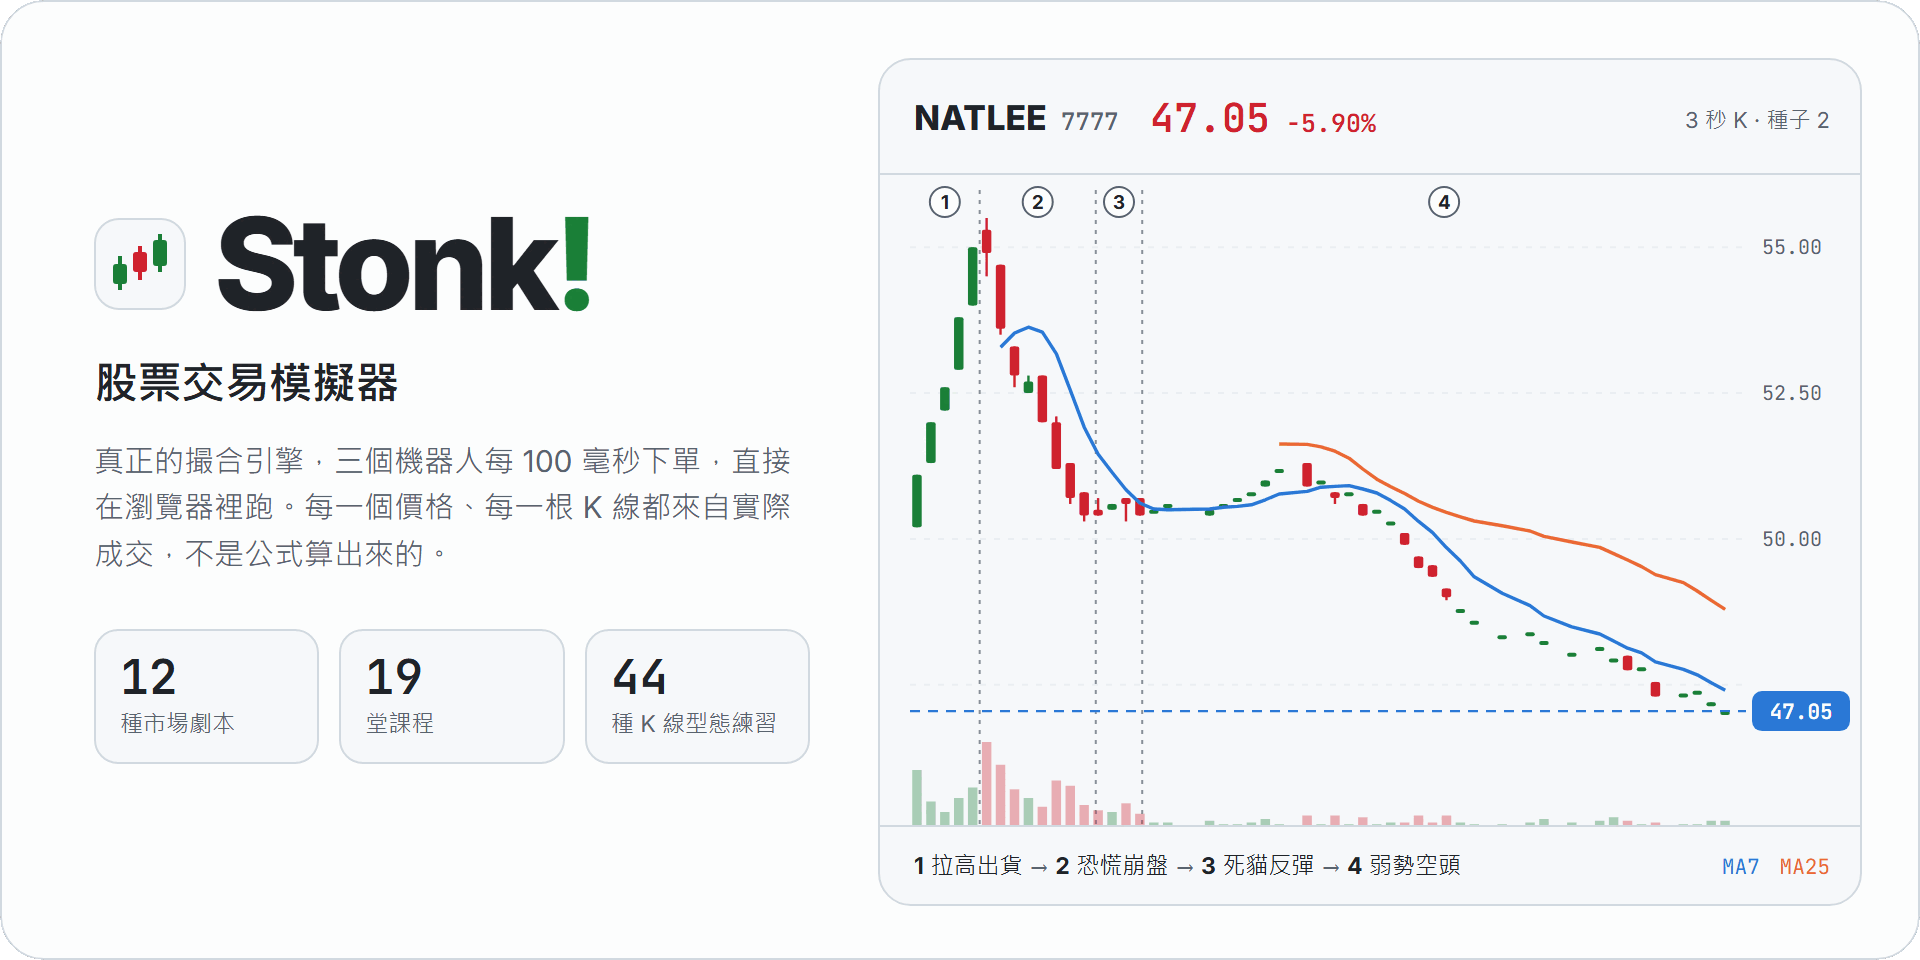 Stonk!
股票交易模擬器
真正的撮合引擎，三個機器人每 100 毫秒下單，直接
在瀏覽器裡跑。每一個價格、每一根 K 線都來自實際
成交，不是公式算出來的。
12
種市場劇本
19
堂課程
44
種 K 線型態練習
NATLEE 7777 47.05 -5.90%
3 秒 K · 種子 2
1 2 3 4
55.00
52.50
50.00
47.05
1 拉高出貨 → 2 恐慌崩盤 → 3 死貓反彈 → 4 弱勢空頭
MA7 MA25